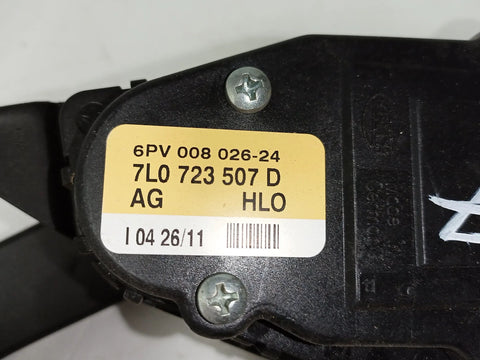 6PV 008 026-24
7L0 723 507 D
AG HLO
I 04 26/11